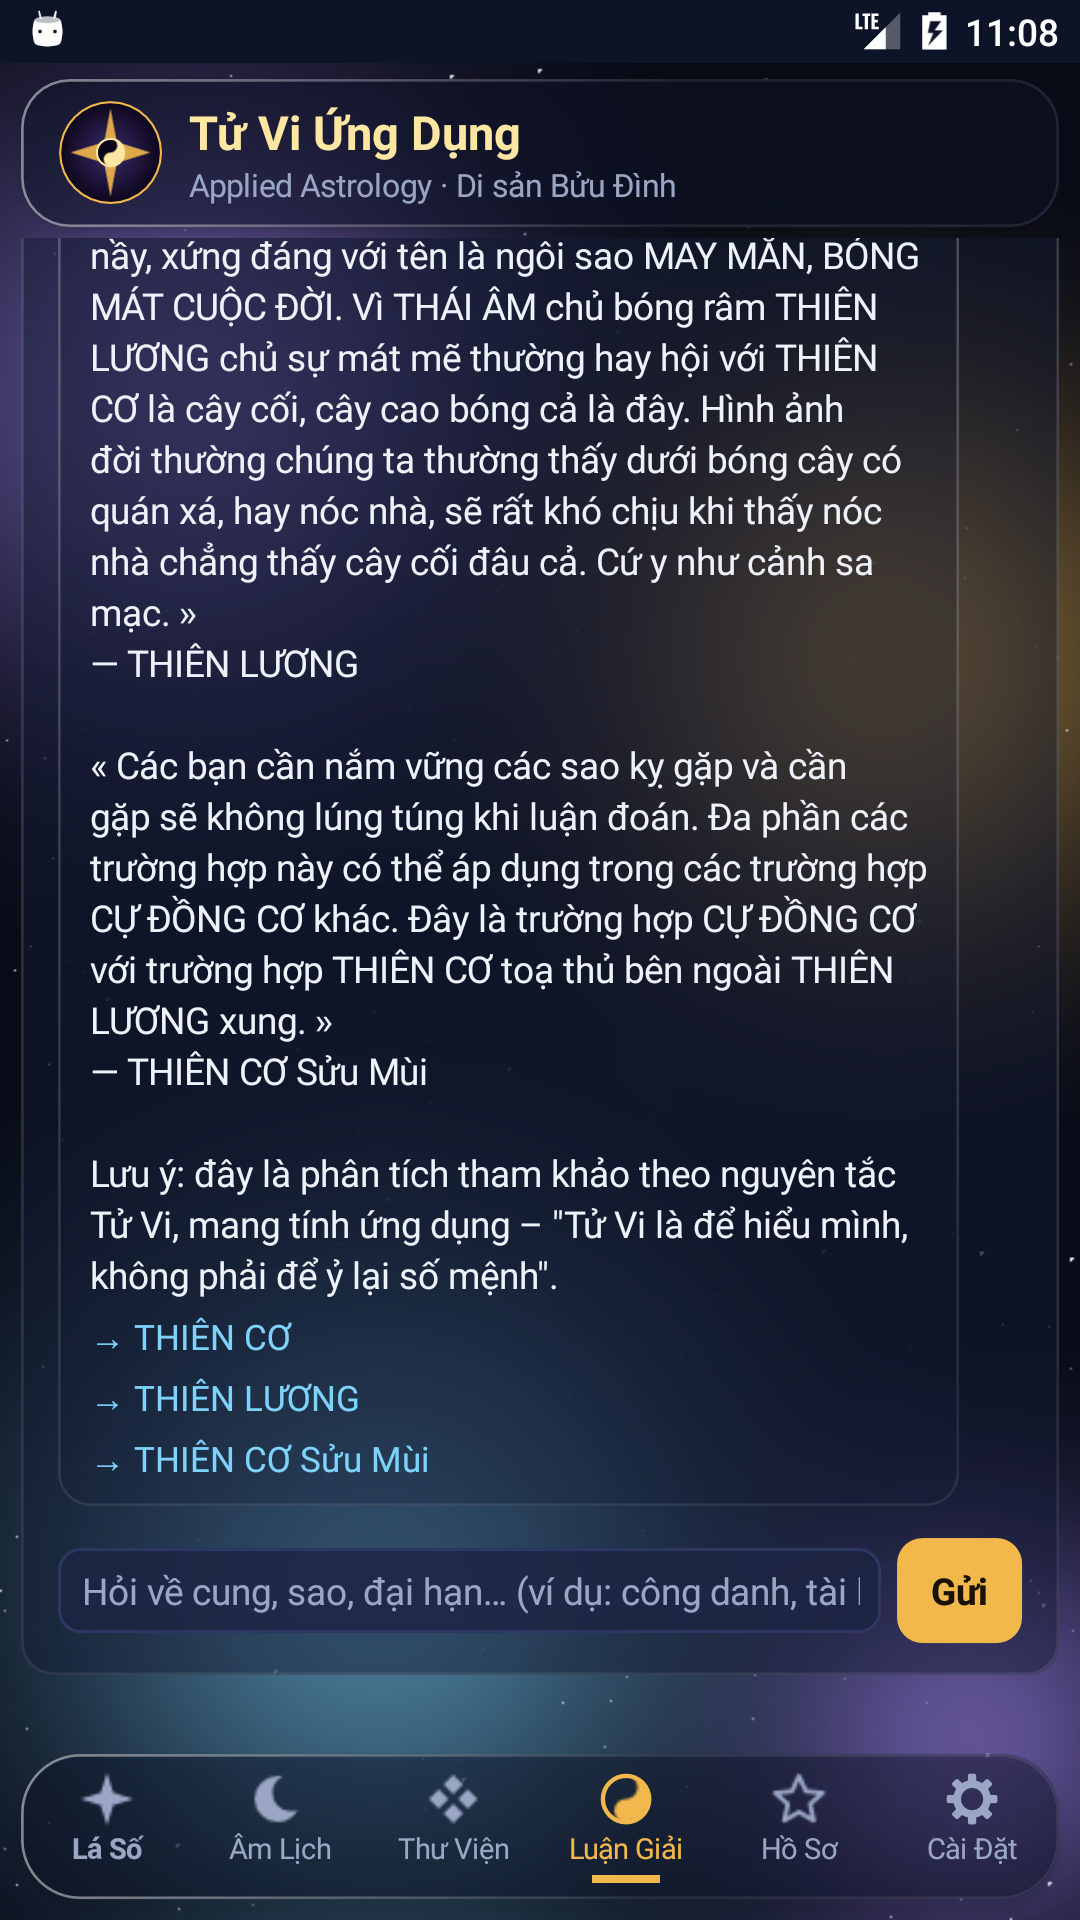 LTE 11:08
Tử Vi Ứng Dụng
Applied Astrology · Di sản Bửu Đình
nầy, xứng đáng với tên là ngôi sao MAY MẮN, BÓNG
MÁT CUỘC ĐỜI. Vì THÁI ÂM chủ bóng râm THIÊN
LƯƠNG chủ sự mát mẽ thường hay hội với THIÊN
CƠ là cây cối, cây cao bóng cả là đây. Hình ảnh
đời thường chúng ta thường thấy dưới bóng cây có
quán xá, hay nóc nhà, sẽ rất khó chịu khi thấy nóc
nhà chẳng thấy cây cối đâu cả. Cứ y như cảnh sa
mạc. »
— THIÊN LƯƠNG
« Các bạn cần nắm vững các sao kỵ gặp và cần
gặp sẽ không lúng túng khi luận đoán. Đa phần các
trường hợp này có thể áp dụng trong các trường hợp
CỰ ĐỒNG CƠ khác. Đây là trường hợp CỰ ĐỒNG CƠ
với trường hợp THIÊN CƠ toạ thủ bên ngoài THIÊN
LƯƠNG xung. »
— THIÊN CƠ Sửu Mùi
Lưu ý: đây là phân tích tham khảo theo nguyên tắc
Tử Vi, mang tính ứng dụng – "Tử Vi là để hiểu mình,
không phải để ỷ lại số mệnh".
→ THIÊN CƠ
→ THIÊN LƯƠNG
→ THIÊN CƠ Sửu Mùi
Hỏi về cung, sao, đại hạn… (ví dụ: công danh, tài
Gửi
Lá Số Âm Lịch Thư Viện Luận Giải Hồ Sơ Cài Đặt